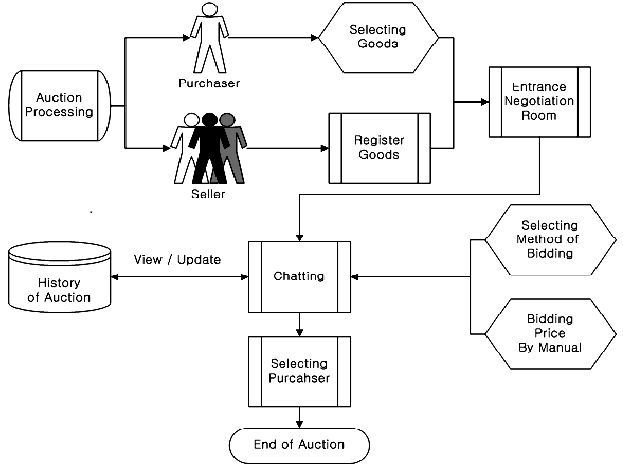 Selecting
Goods
Purchaser
Auction
Processing
Entrance
Negotiation
Room
Register
Goods
Seller
Selecting
Method of
Bidding
View / Update
History
of Auction
Chatting
Bidding
Price
By Manual
Selecting
Purcahser
End of Auction